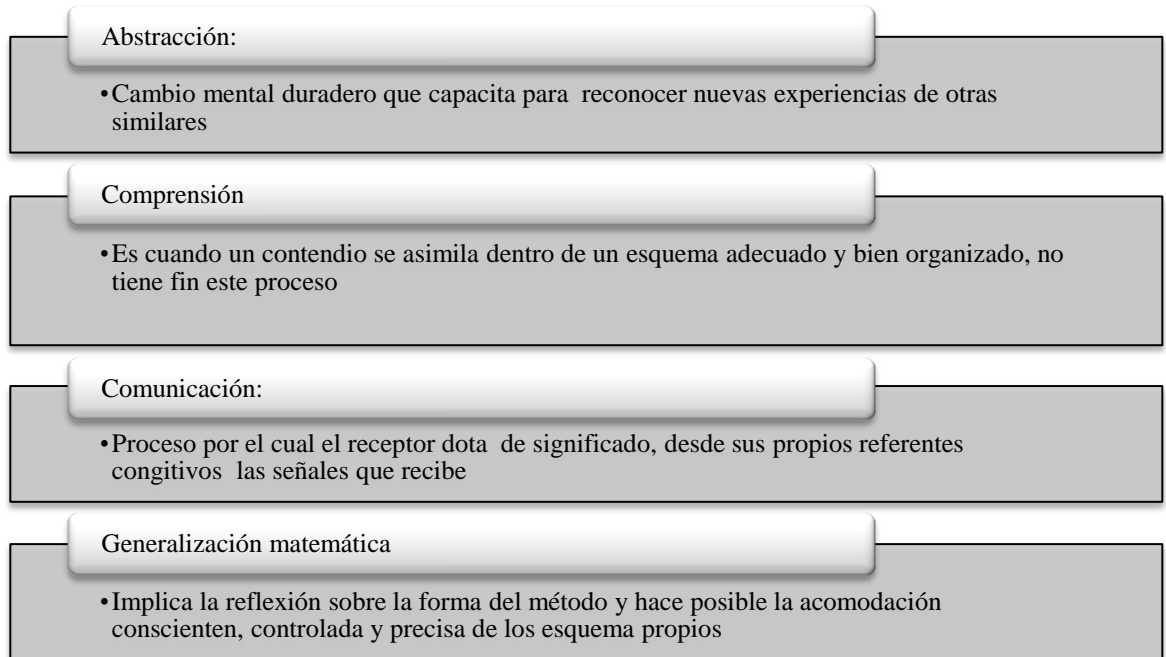 Abstracción:
•Cambio mental duradero que capacita para reconocer nuevas experiencias de otras
similares
Comprensión
•Es cuando un contendio se asimila dentro de un esquema adecuado y bien organizado, no
tiene fin este proceso
Comunicación:
•Proceso por el cual el receptor dota de significado, desde sus propios referentes
congitivos las señales que recibe
Generalización matemática
•Implica la reflexión sobre la forma del método y hace posible la acomodación
conscienten, controlada y precisa de los esquema propios